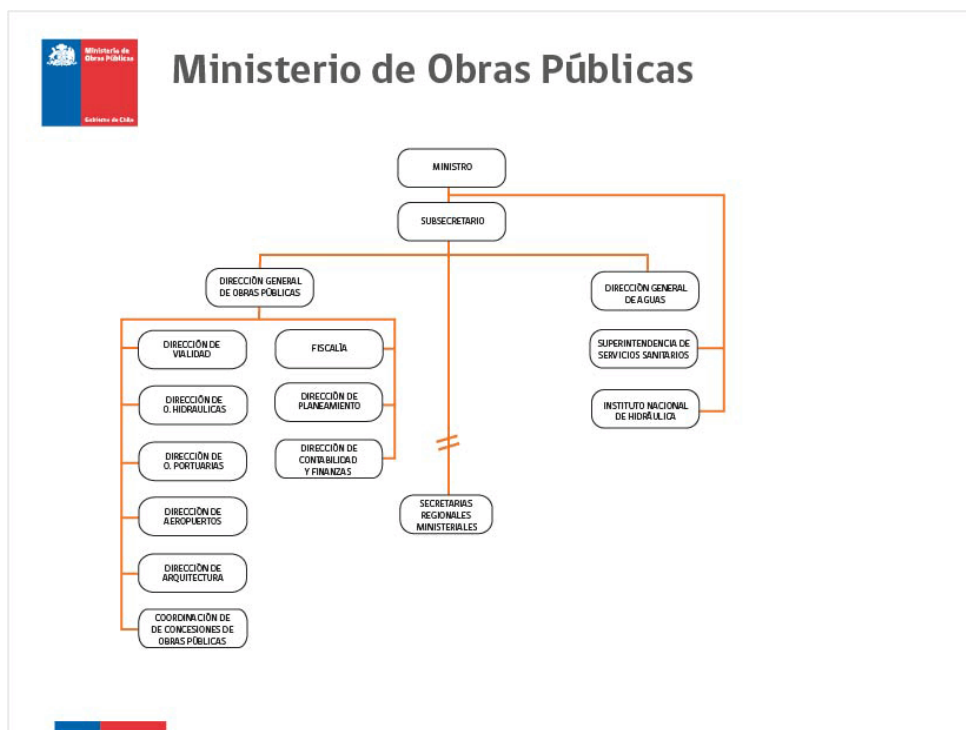 Ministerio de
Obras Públicas
Gobierno de Chile
Ministerio de Obras Públicas
MINISTRO
SUBSECRETARIO
DIRECCIÓN GENERAL
DE OBRAS PÚBLICAS
DIRECCIÓN GENERAL
DE AGUAS
DIRECCIÓN DE
VIALIDAD
FISCALÍA
SUPERINTENDENCIA DE
SERVICIOS SANITARIOS
DIRECCIÓN DE
O. HIDRAULICAS
DIRECCIÓN DE
PLANEAMIENTO
INSTITUTO NACIONAL
DE HIDRÁULICA
DIRECCIÓN DE
O. PORTUARIAS
DIRECCIÓN DE
CONTABILIDAD
Y FINANZAS
DIRECCIÓN DE
AEROPUERTOS
SECRETARIAS
REGIONALES
MINISTERIALES
DIRECCIÓN DE
ARQUITECTURA
COORDINACIÓN DE
DE CONCESIONES DE
OBRAS PÚBLICAS